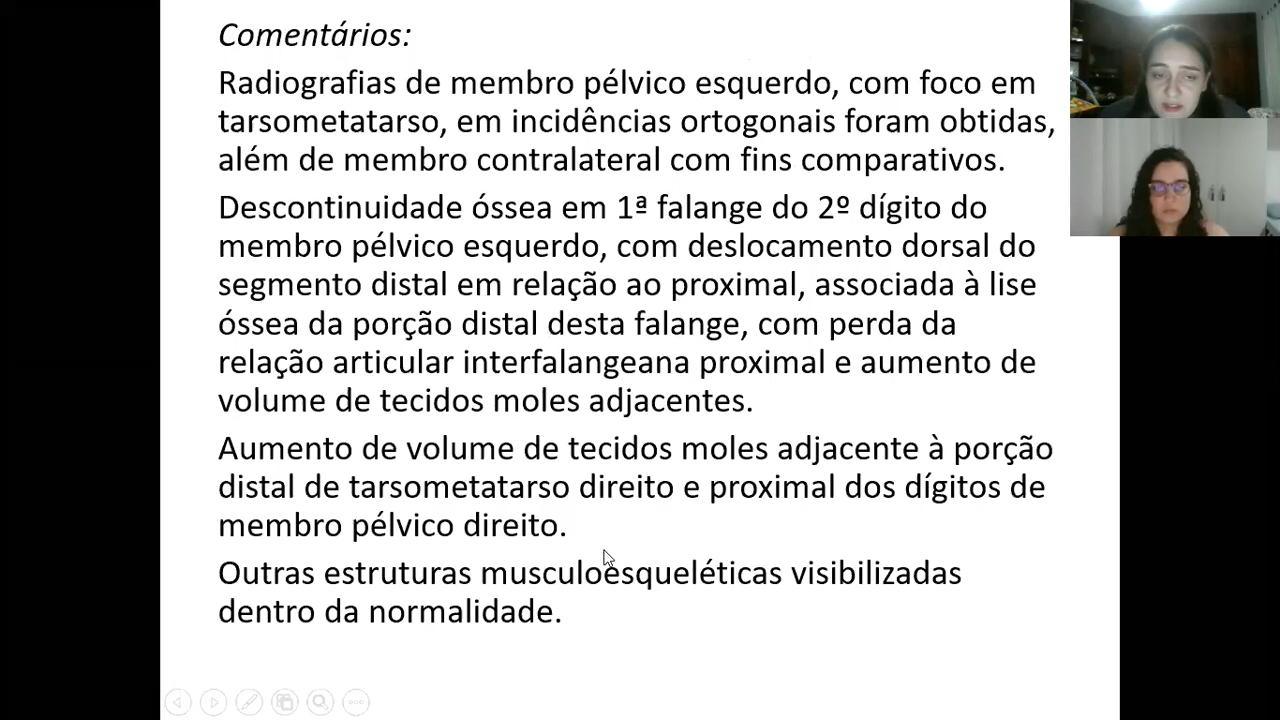 Comentários:
Radiografias de membro pélvico esquerdo, com foco em
tarsometatarso, em incidências ortogonais foram obtidas,
além de membro contralateral com fins comparativos.
Descontinuidade óssea em 1ª falange do 2º dígito do
membro pélvico esquerdo, com deslocamento dorsal do
segmento distal em relação ao proximal, associada à lise
óssea da porção distal desta falange, com perda da
relação articular interfalangeana proximal e aumento de
volume de tecidos moles adjacentes.
Aumento de volume de tecidos moles adjacente à porção
distal de tarsometatarso direito e proximal dos dígitos de
membro pélvico direito.
Outras estruturas musculoesqueléticas visibilizadas
dentro da normalidade.